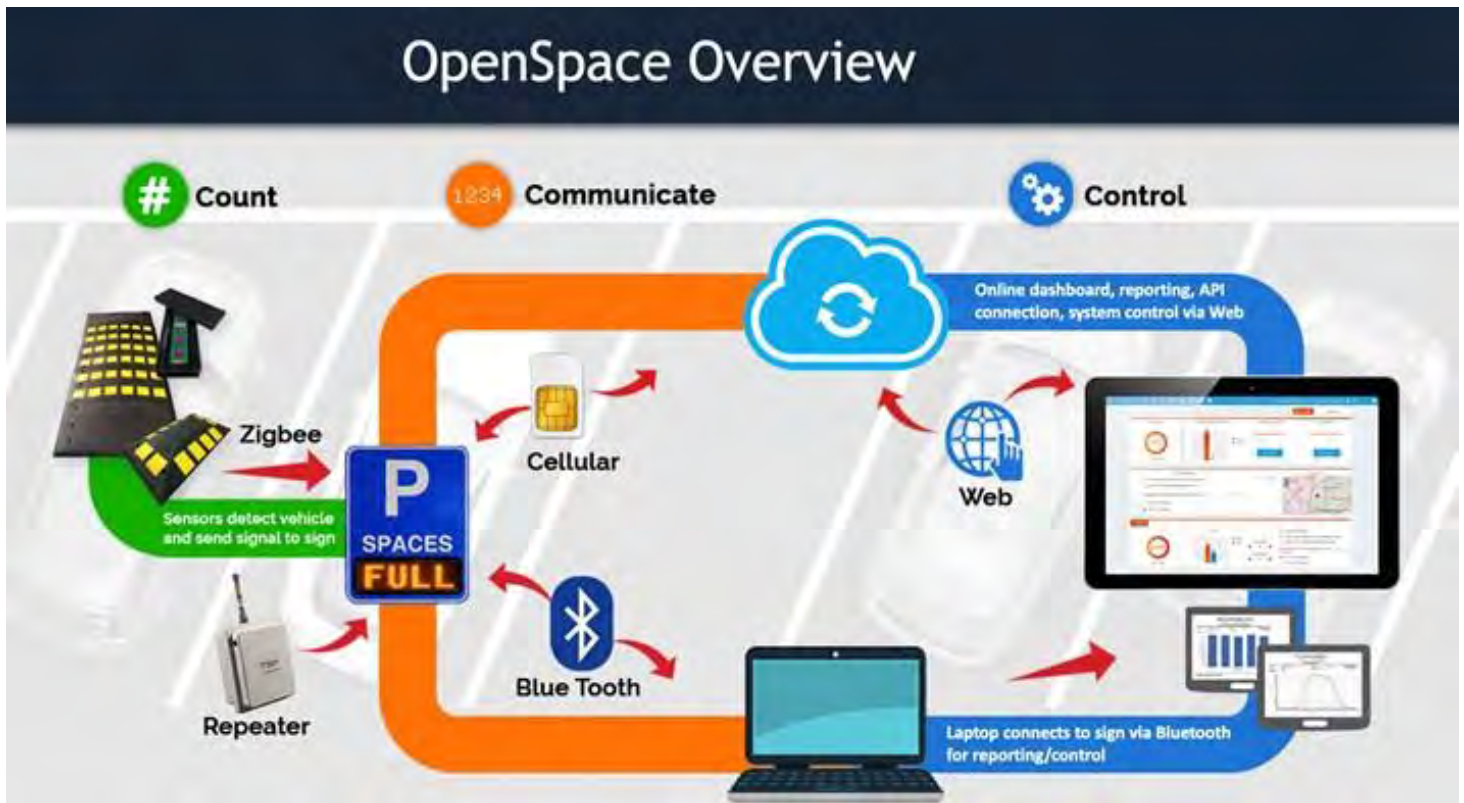 OpenSpace Overview
# Count
1234 Communicate
Control
Online dashboard, reporting, API
connection, system control via Web
Zigbee
Cellular
Web
Sensors detect vehicle
and send signal to sign
P
SPACES
FULL
Repeater
Blue Tooth
Laptop connects to sign via Bluetooth
for reporting/control